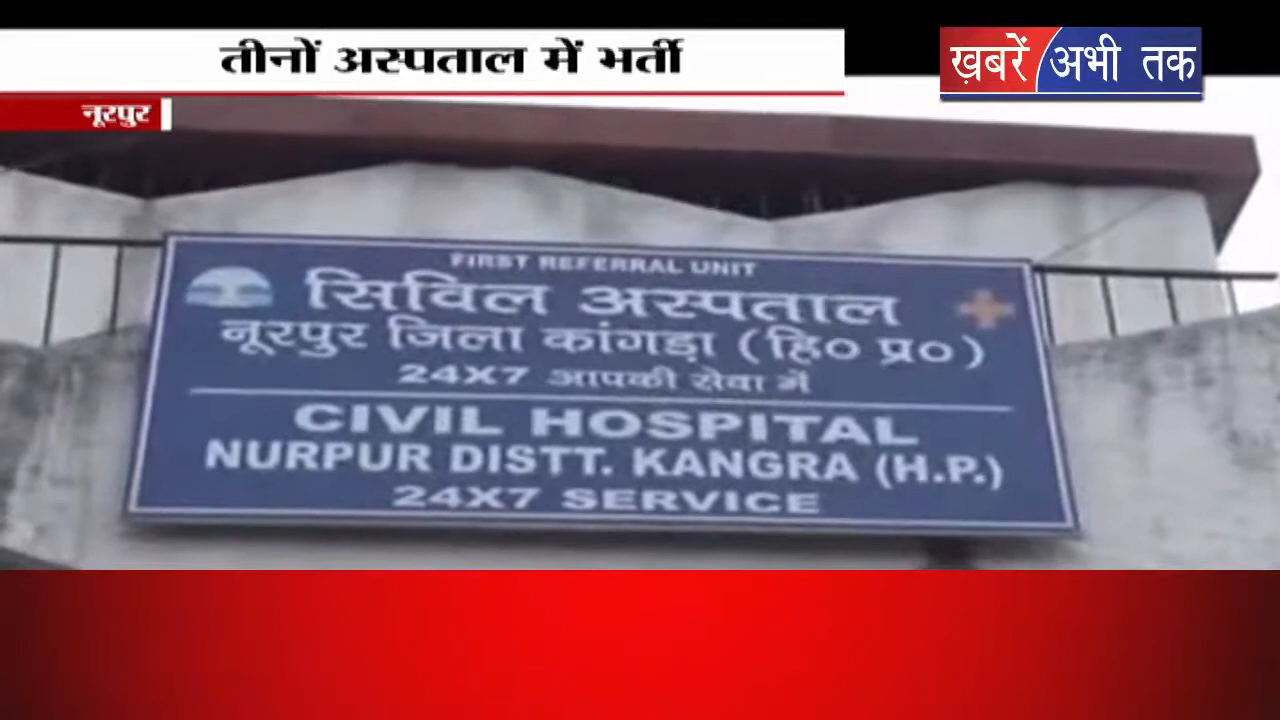 तीनों अस्पताल में भर्ती
ख़बरें अभी तक
नूरपुर
FIRST REFERRAL UNIT
सिविल अस्पताल
नूरपुर जिला कांगड़ा (हि० प्र०)
24X7 आपकी सेवा में
CIVIL HOSPITAL
NURPUR DISTT. KANGRA (H.P.)
24X7 SERVICE